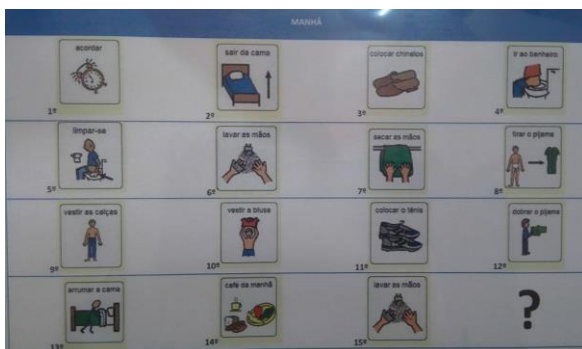 MANHÃ
acordar
1º
sair da cama
2º
colocar chinelos
3º
ir ao banheiro
4º
limpar-se
5º
lavar as mãos
6º
secar as mãos
7º
tirar o pijama
8º
vestir as calças
9º
vestir a blusa
10º
colocar o tênis
11º
dobrar o pijama
12º
arrumar a cama
13º
café da manhã
14º
lavar as mãos
15º
?